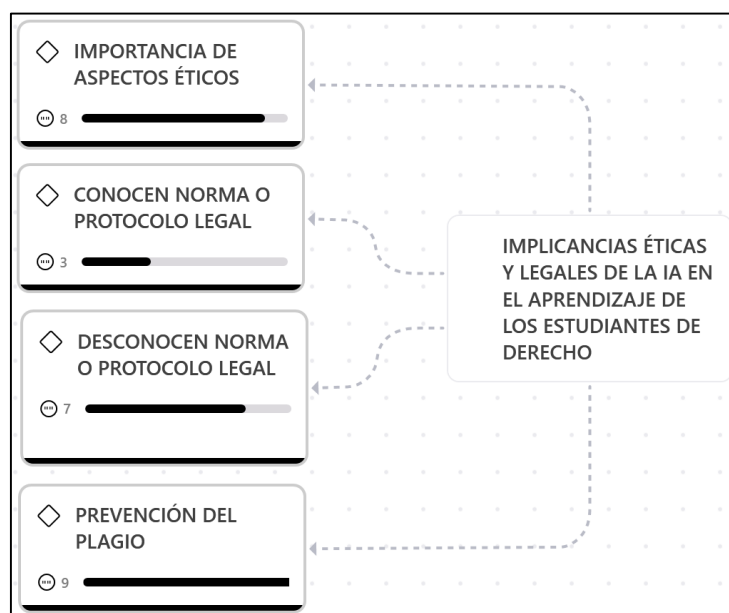 IMPORTANCIA DE
ASPECTOS ÉTICOS
8
CONOCEN NORMA O
PROTOCOLO LEGAL
3
DESCONOCEN NORMA
O PROTOCOLO LEGAL
7
PREVENCIÓN DEL
PLAGIO
9
IMPLICANCIAS ÉTICAS
Y LEGALES DE LA IA EN
EL APRENDIZAJE DE
LOS ESTUDIANTES DE
DERECHO